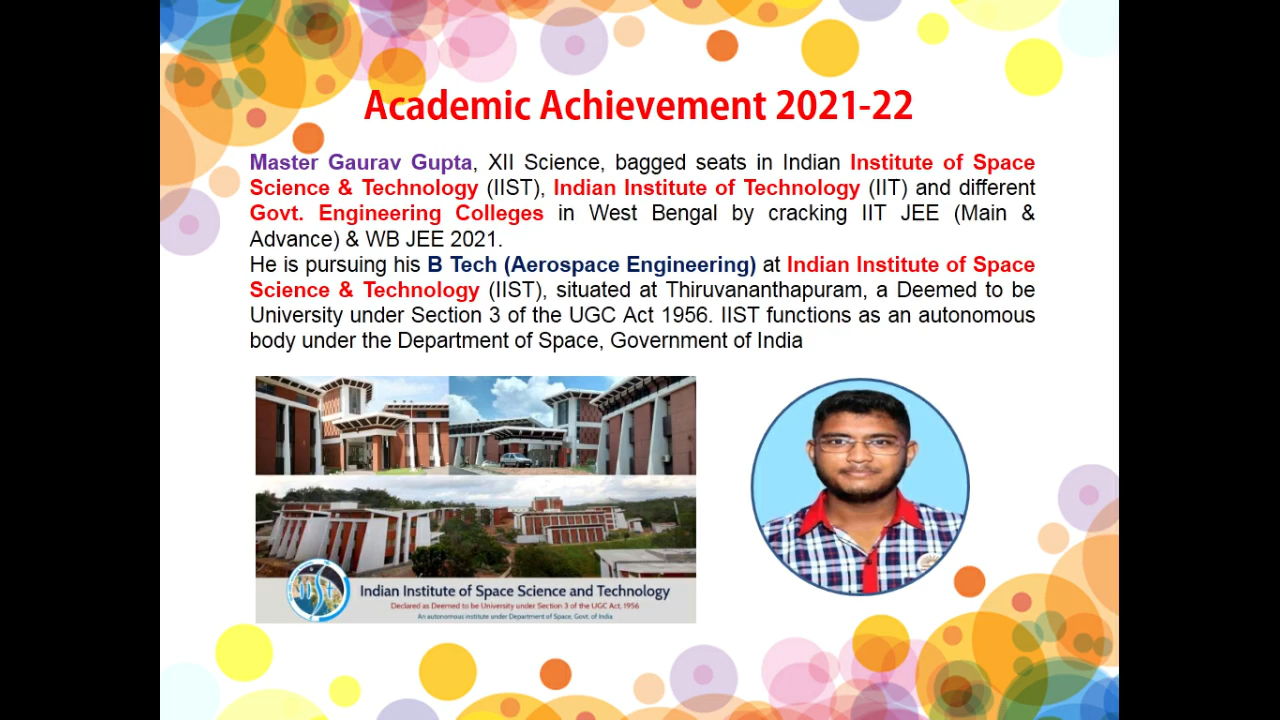 Academic Achievement 2021-22
Master Gaurav Gupta, XII Science, bagged seats in Indian Institute of Space
Science & Technology (IIST), Indian Institute of Technology (IIT) and different
Govt. Engineering Colleges in West Bengal by cracking IIT JEE (Main &
Advance) & WB JEE 2021.
He is pursuing his B Tech (Aerospace Engineering) at Indian Institute of Space
Science & Technology (IIST), situated at Thiruvananthapuram, a Deemed to be
University under Section 3 of the UGC Act 1956. IIST functions as an autonomous
body under the Department of Space, Government of India
iist
Indian Institute of Space Science and Technology
Declared as Deemed to be University under Section 3 of the UGC Act, 1956
An autonomous institute under Department of Space, Govt. of India